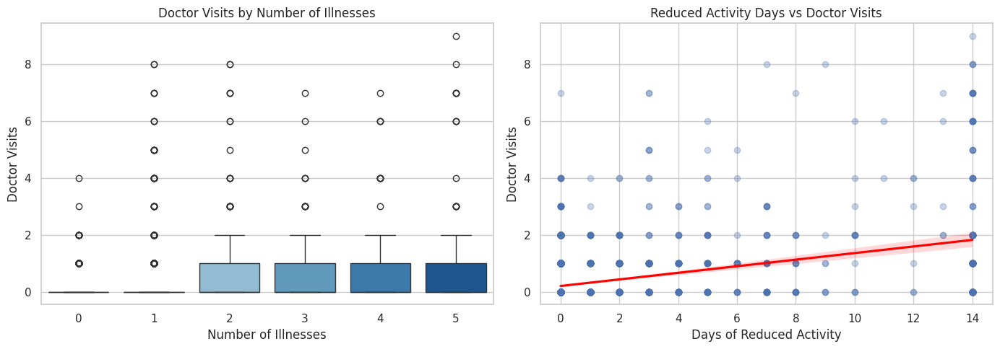 Doctor Visits by Number of Illnesses
Doctor Visits
8
6
4
2
0
0 1 2 3 4 5
Number of Illnesses
Reduced Activity Days vs Doctor Visits
Doctor Visits
8
6
4
2
0
0 2 4 6 8 10 12 14
Days of Reduced Activity